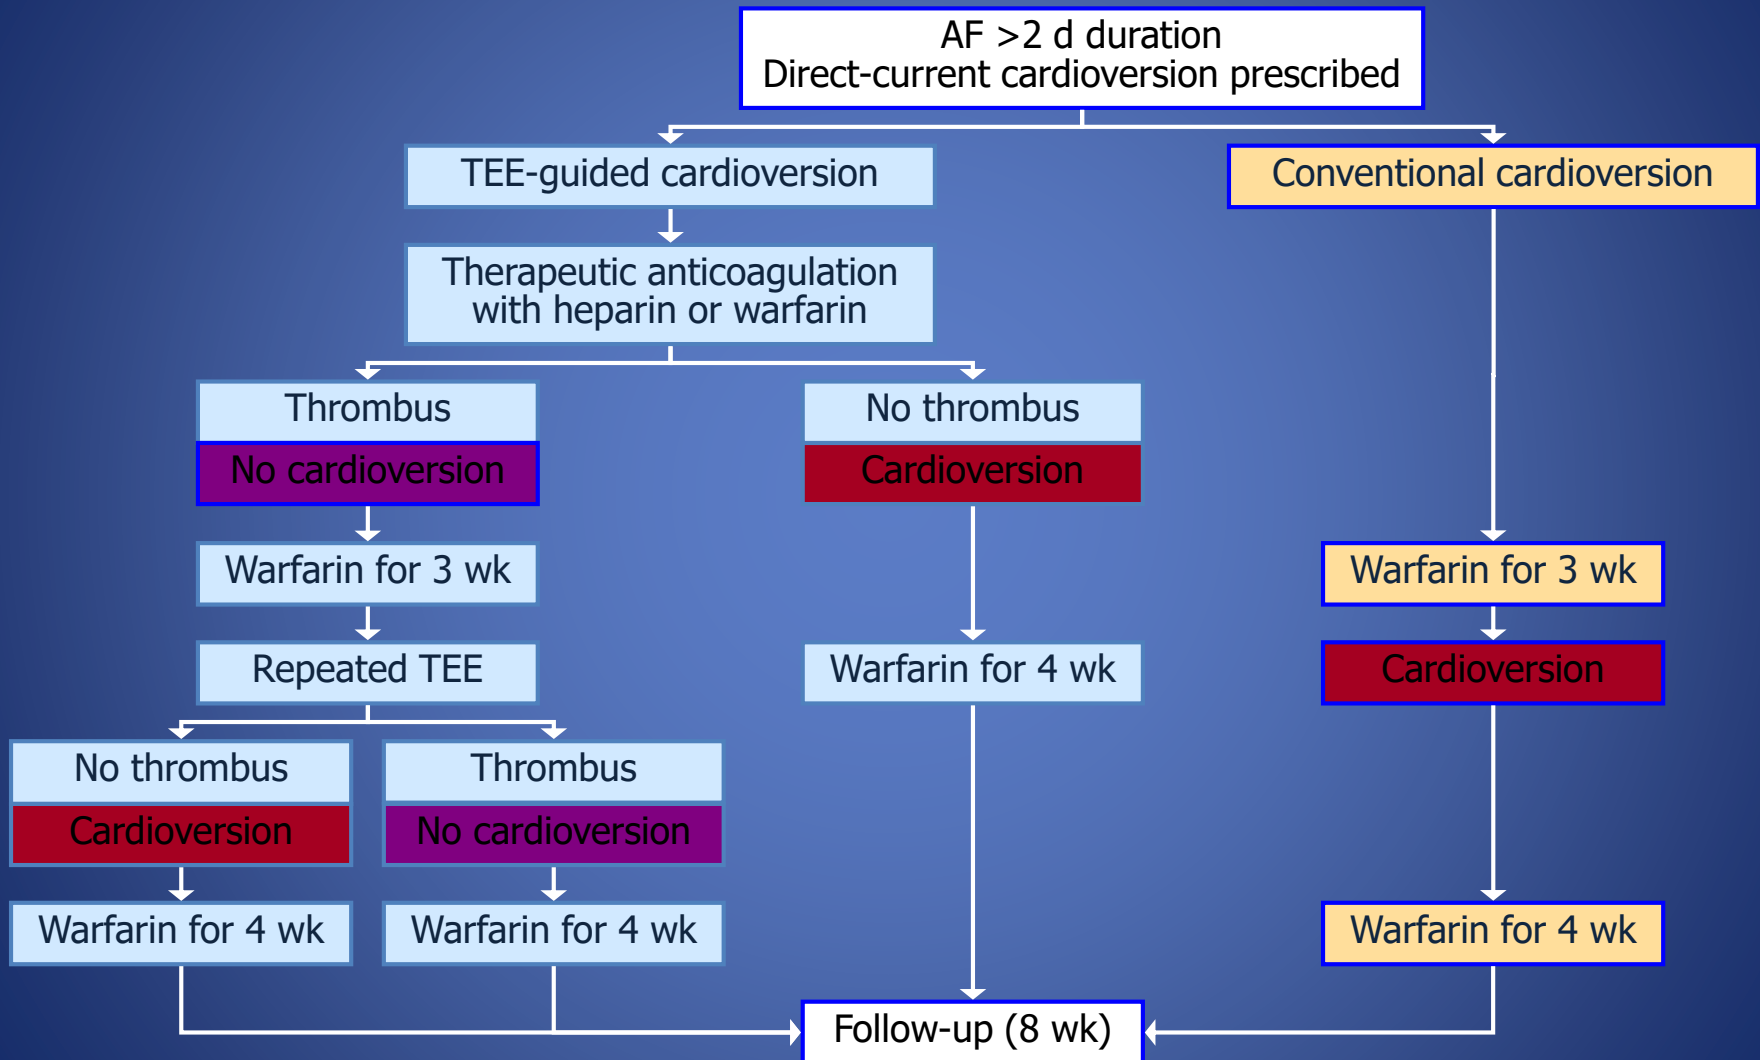 AF >2 d duration
Direct-current cardioversion prescribed
TEE-guided cardioversion
Conventional cardioversion
Therapeutic anticoagulation
with heparin or warfarin
Thrombus
No cardioversion
No thrombus
Cardioversion
Warfarin for 3 wk
Warfarin for 3 wk
Repeated TEE
Warfarin for 4 wk
Cardioversion
No thrombus
Cardioversion
Thrombus
No cardioversion
Warfarin for 4 wk
Warfarin for 4 wk
Warfarin for 4 wk
Follow-up (8 wk)